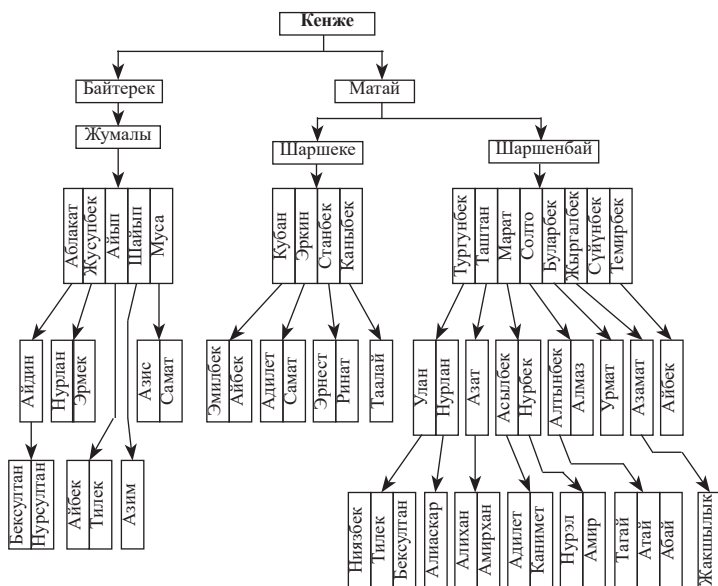 Кенже
Байтерек
Матай
Жумалы
Шаршеке
Шаршенбай
Аблакат
Жусупбек
Айып
Шайып
Муса
Кубан
Эркин
Станбек
Каныбек
Тургунбек
Таштан
Марат
Солто
Буларбек
Жыргалбек
Сүйүнбек
Темирбек
Айдин
Нурлан
Эрмек
Азис
Самат
Эмилбек
Айбек
Адилет
Самат
Эрнест
Ринат
Таалай
Улан
Нурлан
Азат
Асылбек
Нурбек
Алтынбек
Алмаз
Урмат
Азамат
Айбек
Бексултан
Нурсултан
Айбек
Тилек
Азим
Ниязбек
Тилек
Бексултан
Алиаскар
Алихан
Амирхан
Адилет
Канимет
Нурэл
Амир
Тагай
Атай
Абай
Жакшылык